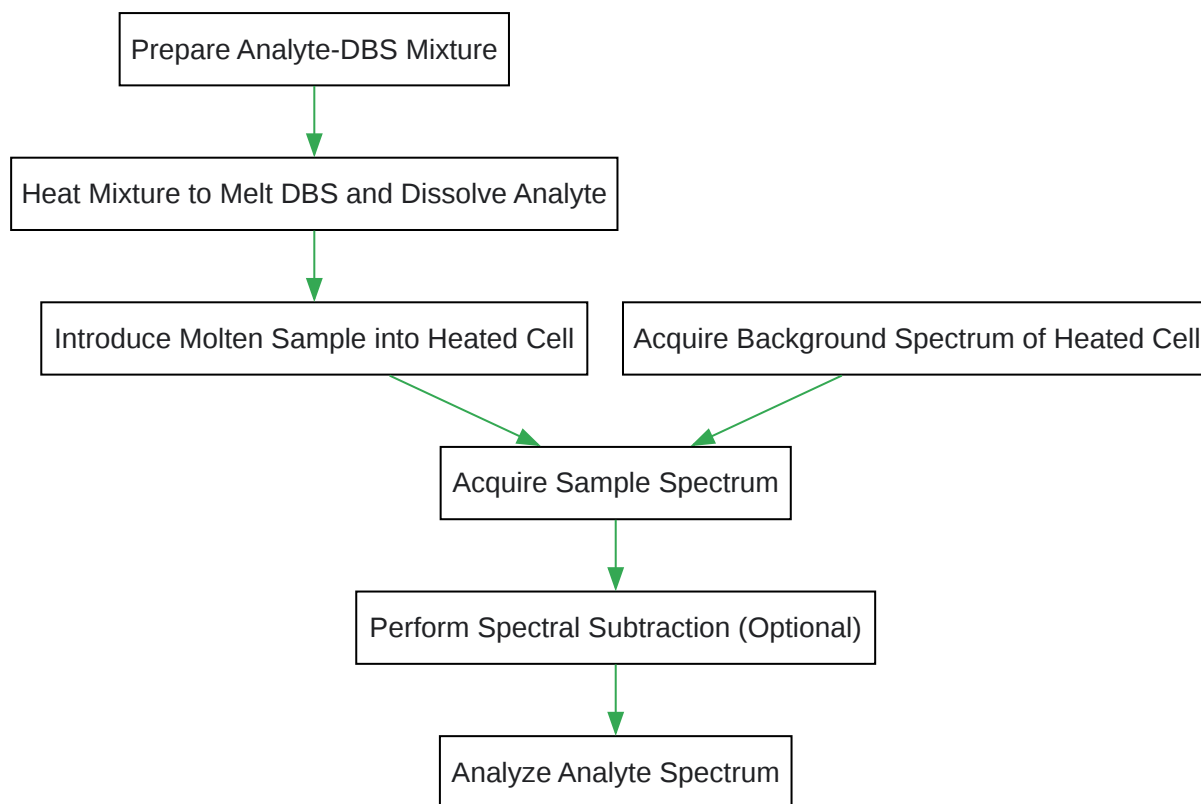 Prepare Analyte-DBS Mixture
Heat Mixture to Melt DBS and Dissolve Analyte
Introduce Molten Sample into Heated Cell
Acquire Background Spectrum of Heated Cell
Acquire Sample Spectrum
Perform Spectral Subtraction (Optional)
Analyze Analyte Spectrum